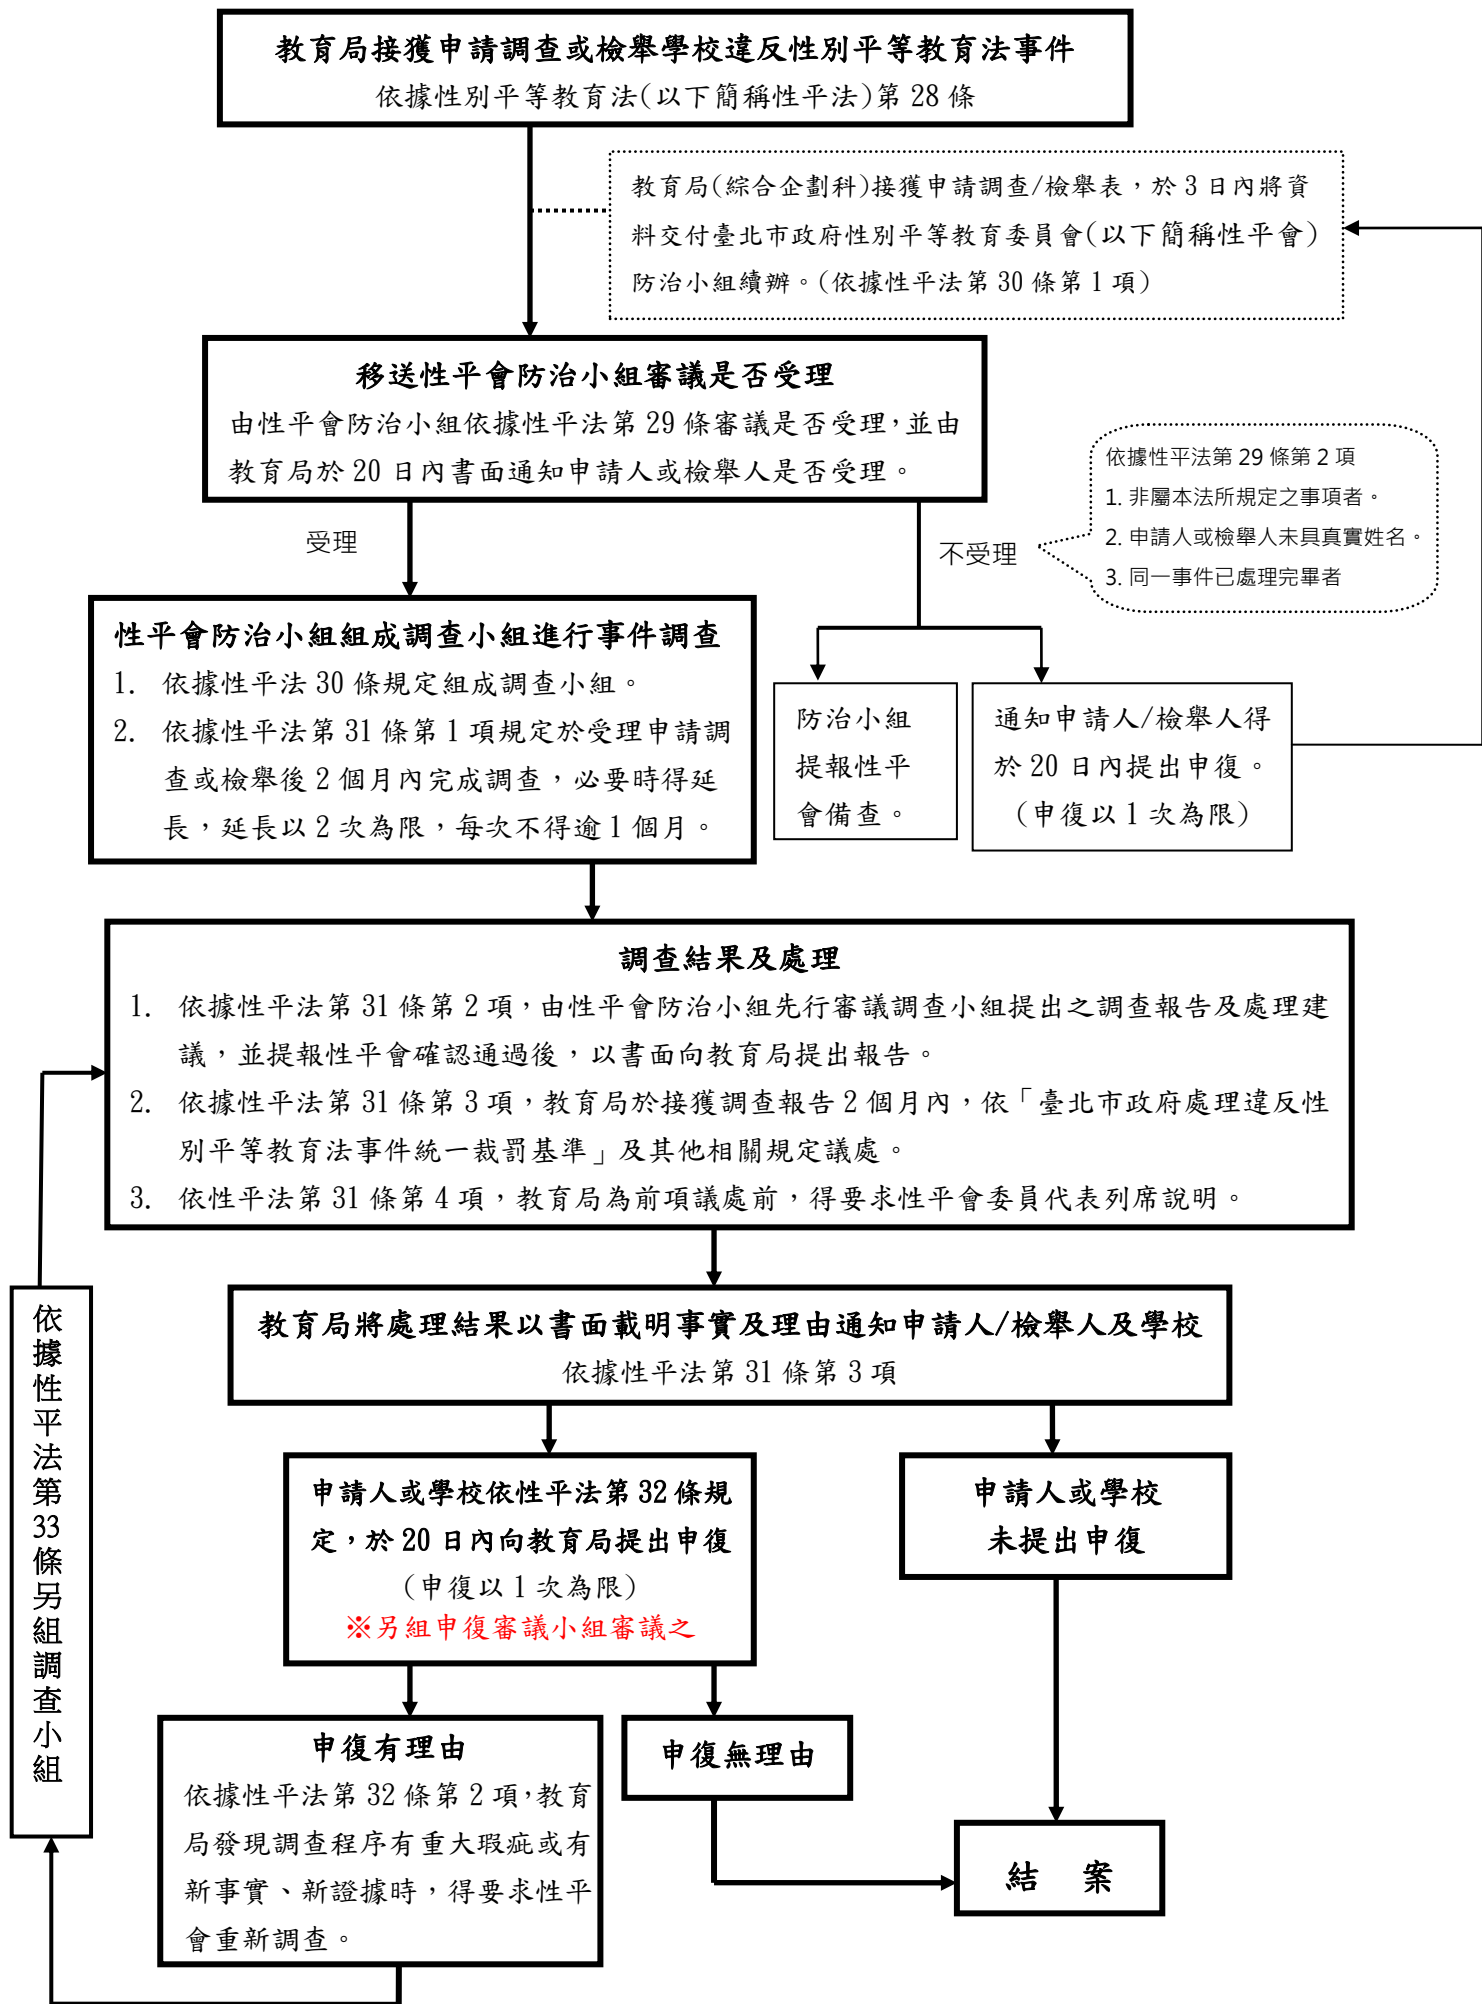 教育局接獲申請調查或檢舉學校違反性別平等教育法事件
依據性別平等教育法(以下簡稱性平法)第 28 條
教育局(綜合企劃科)接獲申請調查/檢舉表，於 3 日內將資
料交付臺北市政府性別平等教育委員會(以下簡稱性平會)
防治小組續辦。(依據性平法第 30 條第 1 項)
移送性平會防治小組審議是否受理
由性平會防治小組依據性平法第 29 條審議是否受理，並由
教育局於 20 日內書面通知申請人或檢舉人是否受理。
受理
不受理
依據性平法第 29 條第 2 項
1. 非屬本法所規定之事項者。
2. 申請人或檢舉人未具真實姓名。
3. 同一事件已處理完畢者
性平會防治小組組成調查小組進行事件調查
1. 依據性平法 30 條規定組成調查小組。
2. 依據性平法第 31 條第 1 項規定於受理申請調
查或檢舉後 2 個月內完成調查，必要時得延
長，延長以 2 次為限，每次不得逾 1 個月。
防治小組
提報性平
會備查。
通知申請人/檢舉人得
於 20 日內提出申復。
(申復以 1 次為限)
調查結果及處理
1. 依據性平法第 31 條第 2 項，由性平會防治小組先行審議調查小組提出之調查報告及處理建
議，並提報性平會確認通過後，以書面向教育局提出報告。
2. 依據性平法第 31 條第 3 項，教育局於接獲調查報告 2 個月內，依「臺北市政府處理違反性
別平等教育法事件統一裁罰基準」及其他相關規定議處。
3. 依性平法第 31 條第 4 項，教育局為前項議處前，得要求性平會委員代表列席說明。
教育局將處理結果以書面載明事實及理由通知申請人/檢舉人及學校
依據性平法第 31 條第 3 項
依據性平法第33條另組調查小組
申請人或學校依性平法第 32 條規
定，於 20 日內向教育局提出申復
(申復以 1 次為限)
※另組申復審議小組審議之
申請人或學校
未提出申復
申復有理由
依據性平法第 32 條第 2 項，教育
局發現調查程序有重大瑕疵或有
新事實、新證據時，得要求性平
會重新調查。
申復無理由
結 案